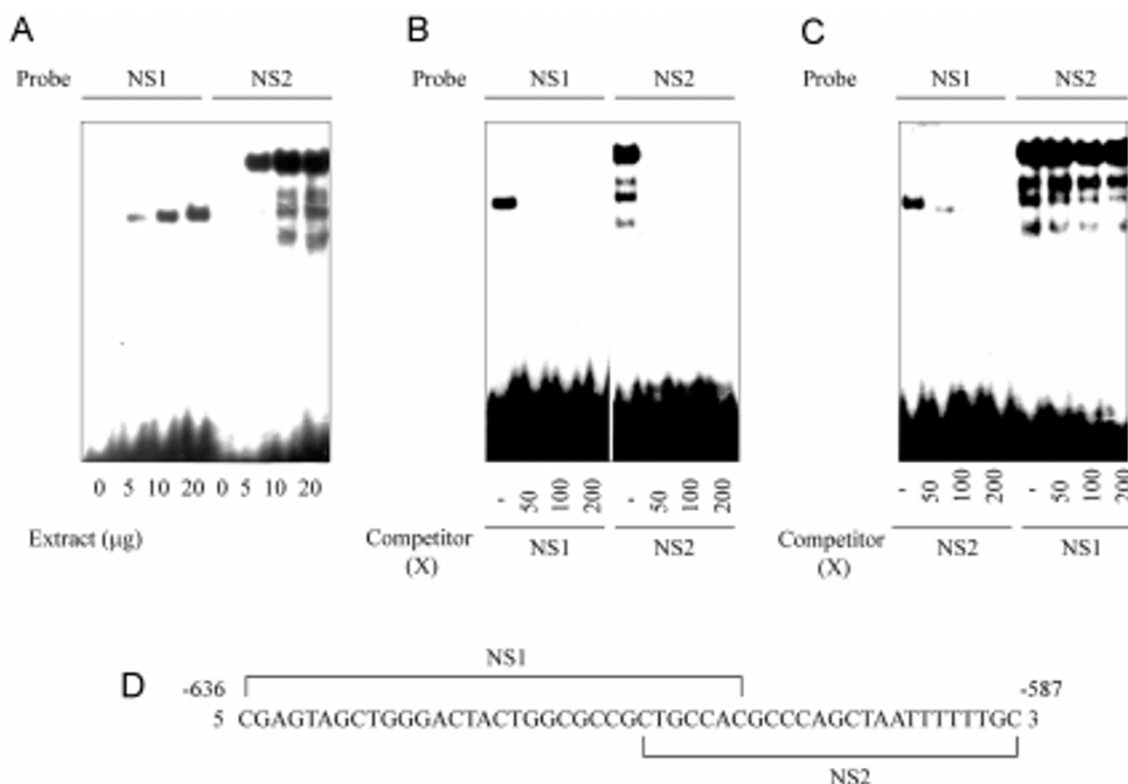 A B C
Probe NS1 NS2 Probe NS1 NS2 Probe NS1 NS2
0 5 10 20 0 5 10 20 - 50 100 200 - 50 100 200 - 50 100 200 - 50 100 200
Extract (μg) Competitor (X) NS1 NS2 Competitor (X) NS2 NS1
NS1
D -636 -587
5 CGAGTAGCTGGGACTACTGGCGCCGCTGCCACGCCCAGCTAATTTTTTGC 3
NS2